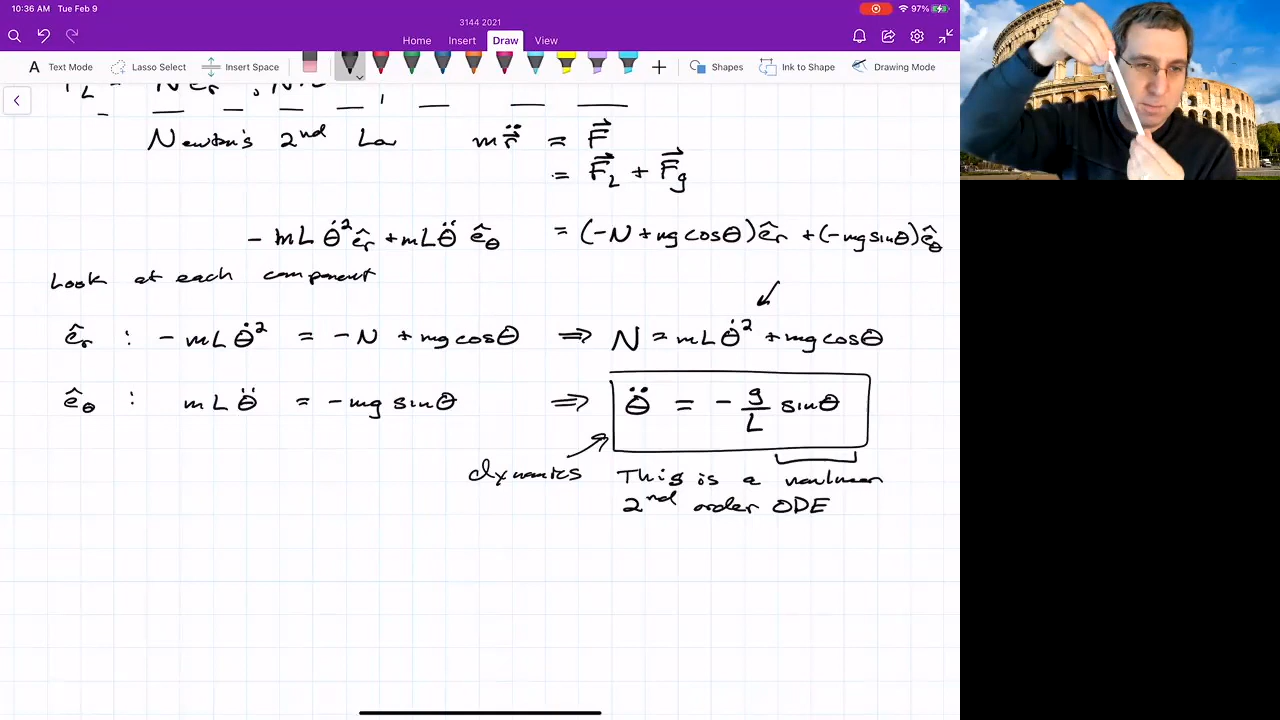 10:36 AM Tue Feb 9
97%
3144 2021
Home Insert Draw View
Text Mode Lasso Select Insert Space Shapes Ink to Shape Drawing Mode
Newton's 2nd La m r̈⃗ = F⃗
= F⃗_L + F⃗_g
- mLθ̇² ê_r + mLθ̈ ê_θ = (-N + mg cosθ) ê_r + (-mg sinθ) ê_θ
Look at each component
ê_r : - mLθ̇² = - N + mg cosθ ⇒ N = mLθ̇² + mg cosθ
ê_θ : mLθ̈ = - mg sinθ ⇒ θ̈ = - g/L sinθ
dynamics This is a nonlinear
2nd order ODE